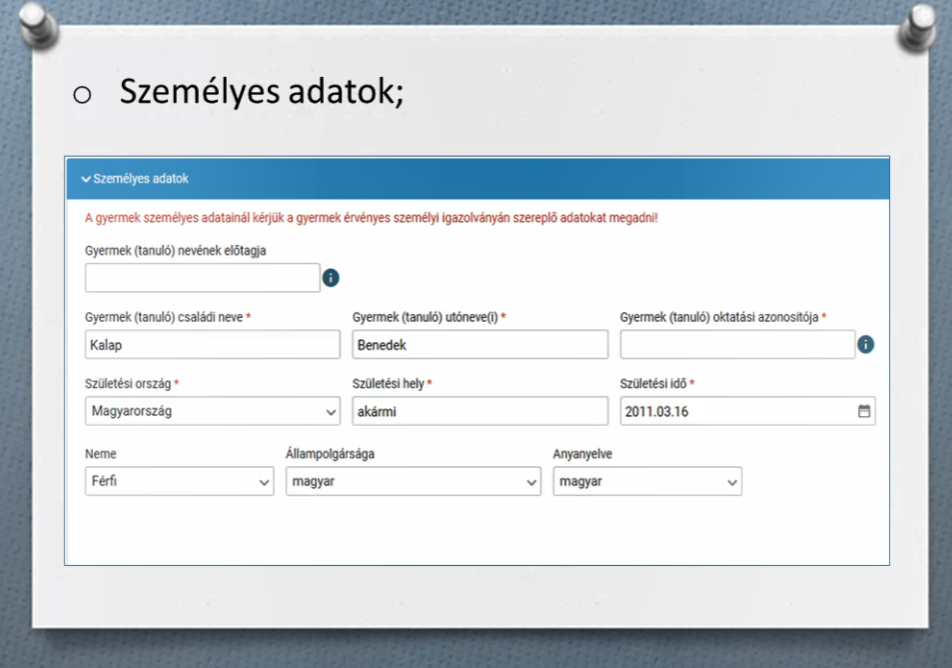 Személyes adatok;
Személyes adatok
A gyermek személyes adatainál kérjük a gyermek érvényes személyi igazolványán szereplő adatokat megadni!
Gyermek (tanuló) nevének előtagja
Gyermek (tanuló) családi neve * Gyermek (tanuló) utóneve(i) * Gyermek (tanuló) oktatási azonosítója *
Kalap Benedek
Születési ország * Születési hely * Születési idő *
Magyarország akármi 2011.03.16
Neme Állampolgársága Anyanyelve
Férfi magyar magyar